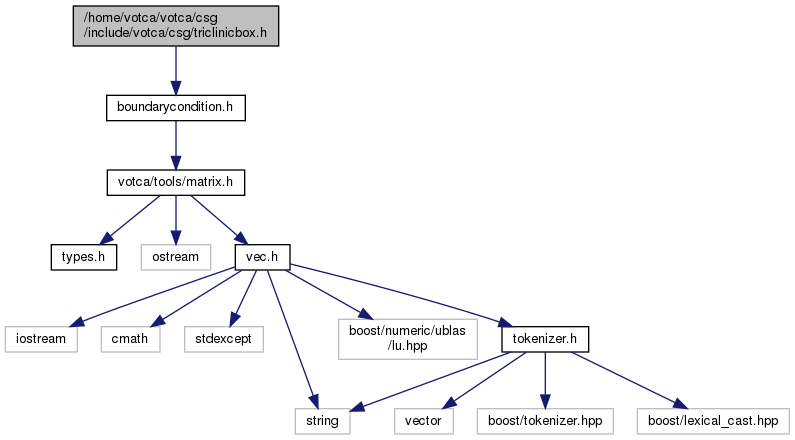 /home/votca/votca/csg
/include/votca/csg/triclinicbox.h
boundarycondition.h
votca/tools/matrix.h
types.h
ostream
vec.h
iostream
cmath
stdexcept
boost/numeric/ublas
/lu.hpp
tokenizer.h
string
vector
boost/tokenizer.hpp
boost/lexical_cast.hpp